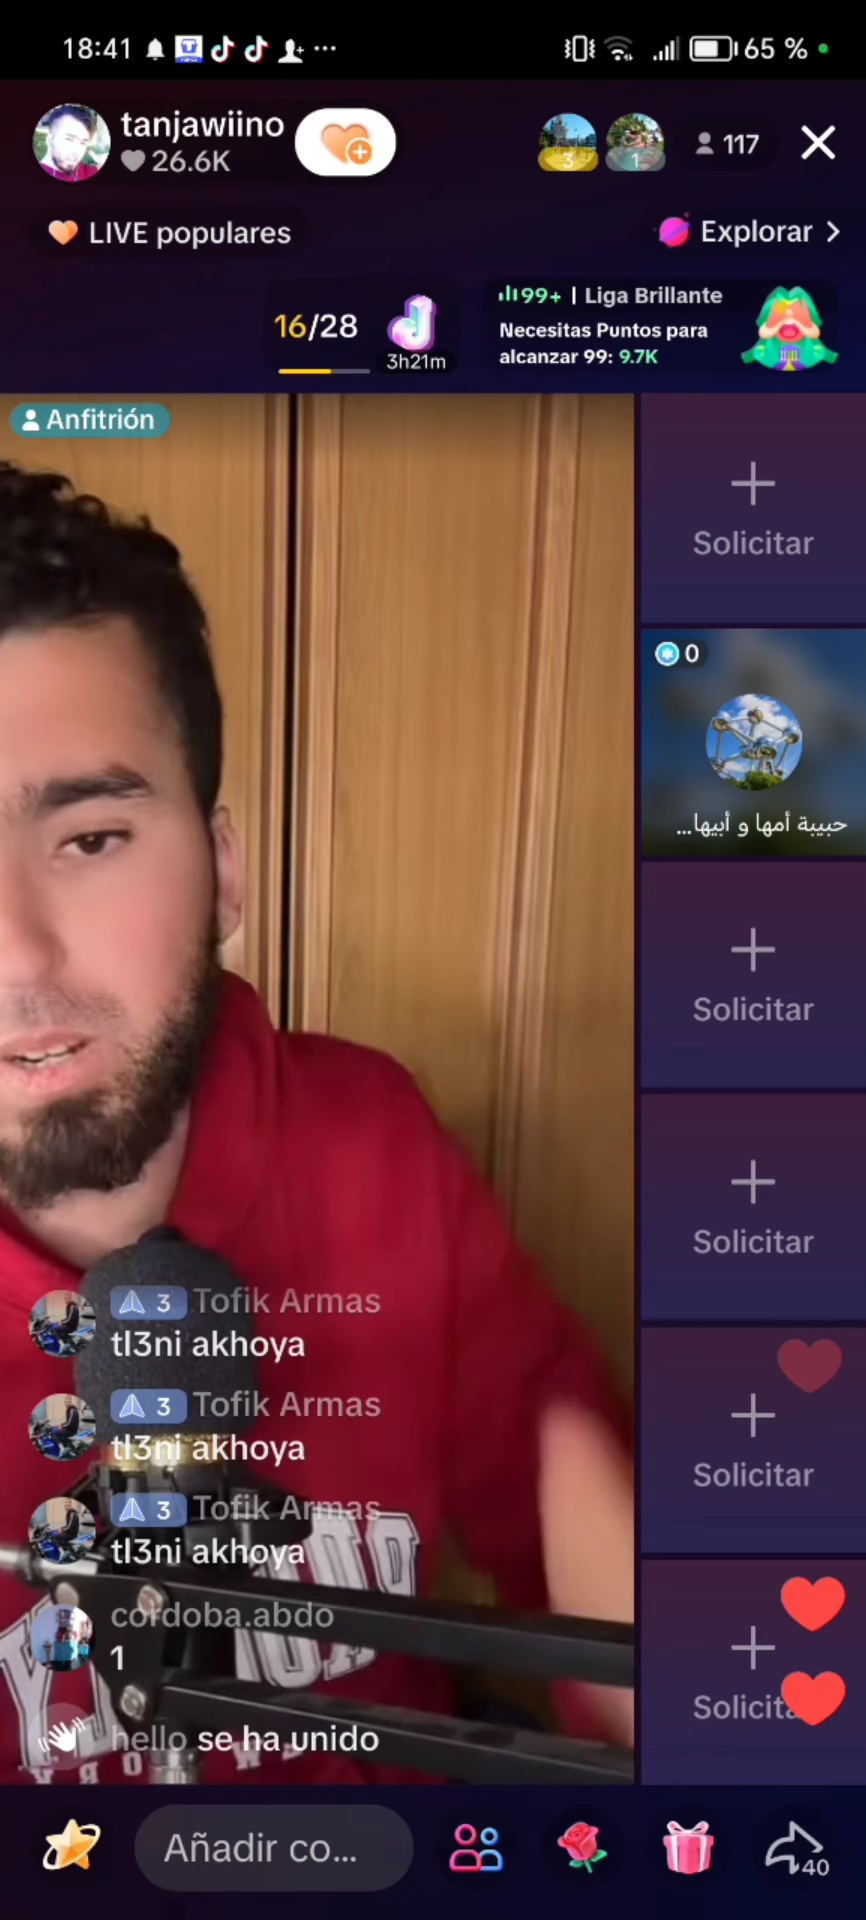 18:41
65 %
tanjawiino
26.6K
3
1
117
LIVE populares
Explorar
16/28
3h21m
99+ | Liga Brillante
Necesitas Puntos para
alcanzar 99: 9.7K
Anfitrión
Solicitar
0
حبيبة أمها و أبيها...
Solicitar
Solicitar
Solicitar
Solicitar
3 Tofik Armas
tl3ni akhoya
3 Tofik Armas
tl3ni akhoya
3 Tofik Armas
tl3ni akhoya
cordoba.abdo
1
hello se ha unido
Añadir co...
40